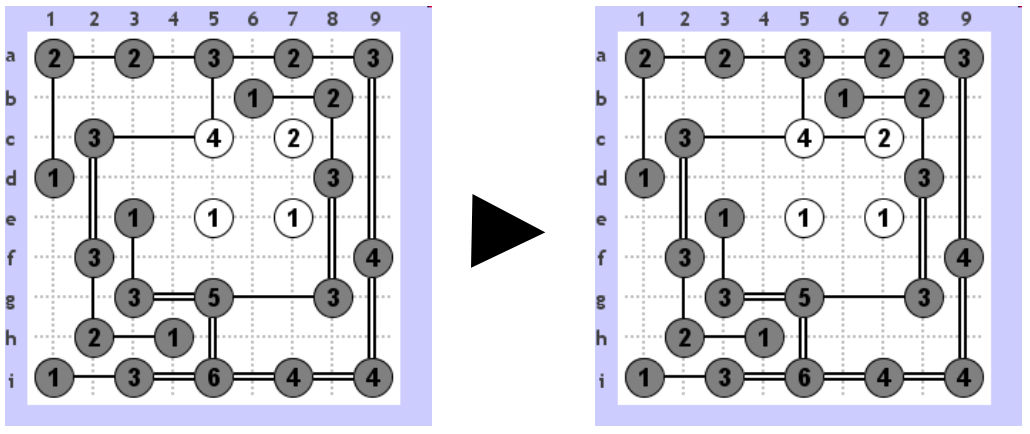 1 2 3 4 5 6 7 8 9 1 2 3 4 5 6 7 8 9
a 2 2 3 2 3 a 2 2 3 2 3
b 1 2 b 1 2
c 3 4 2 c 3 4 2
d 1 3 d 1 3
e 1 1 1 e 1 1 1
f 3 4 f 3 4
g 3 5 3 g 3 5 3
h 2 1 h 2 1
i 1 3 6 4 4 i 1 3 6 4 4